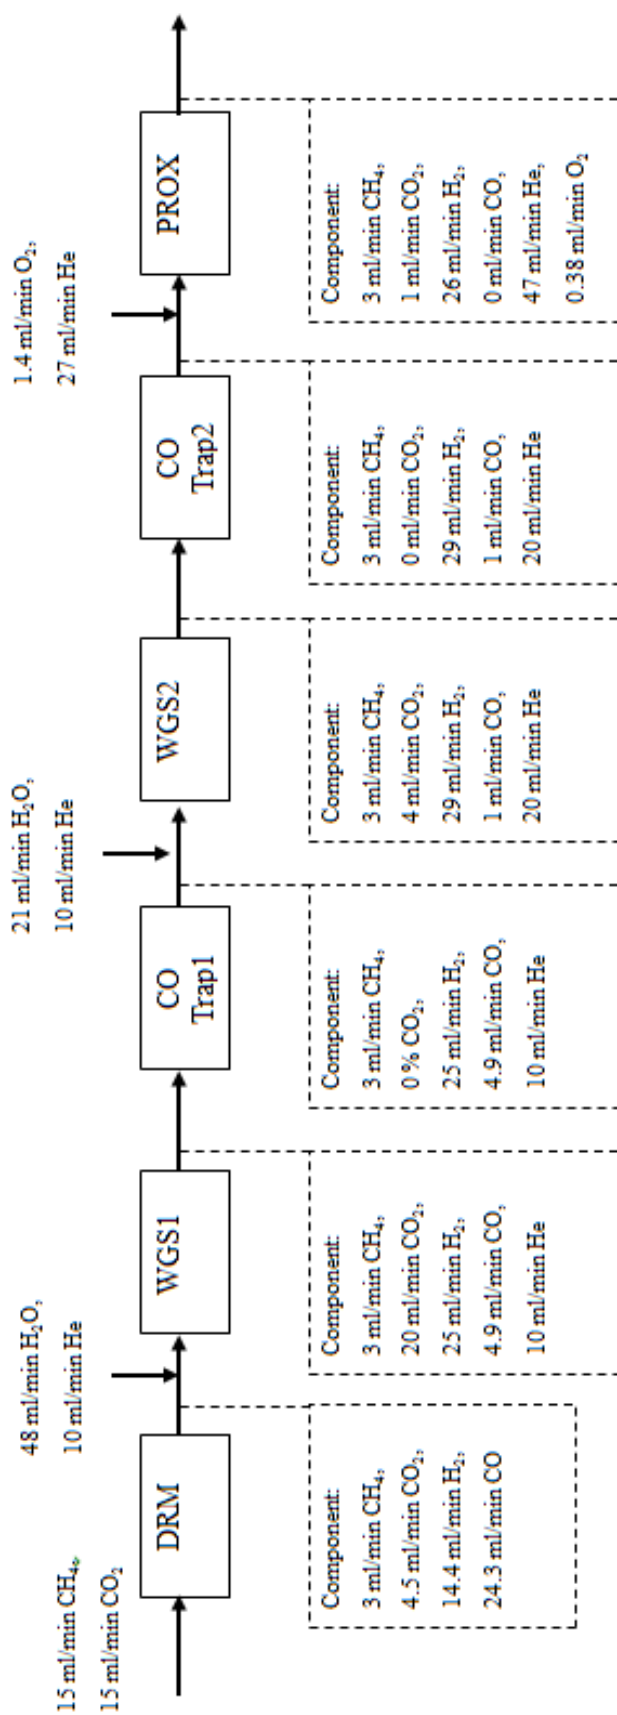 15 ml/min CH₄,
15 ml/min CO₂
DRM
Component:
3 ml/min CH₄,
4.5 ml/min CO₂,
14.4 ml/min H₂,
24.3 ml/min CO
48 ml/min H₂O,
10 ml/min He
WGS1
Component:
3 ml/min CH₄,
20 ml/min CO₂,
25 ml/min H₂,
4.9 ml/min CO,
10 ml/min He
CO
Trap1
Component:
3 ml/min CH₄,
0 % CO₂,
25 ml/min H₂,
4.9 ml/min CO,
10 ml/min He
21 ml/min H₂O,
10 ml/min He
WGS2
Component:
3 ml/min CH₄,
4 ml/min CO₂,
29 ml/min H₂,
1 ml/min CO,
20 ml/min He
CO
Trap2
Component:
3 ml/min CH₄,
0 ml/min CO₂,
29 ml/min H₂,
1 ml/min CO,
20 ml/min He
1.4 ml/min O₂,
27 ml/min He
PROX
Component:
3 ml/min CH₄,
1 ml/min CO₂,
26 ml/min H₂,
0 ml/min CO,
47 ml/min He,
0.38 ml/min O₂